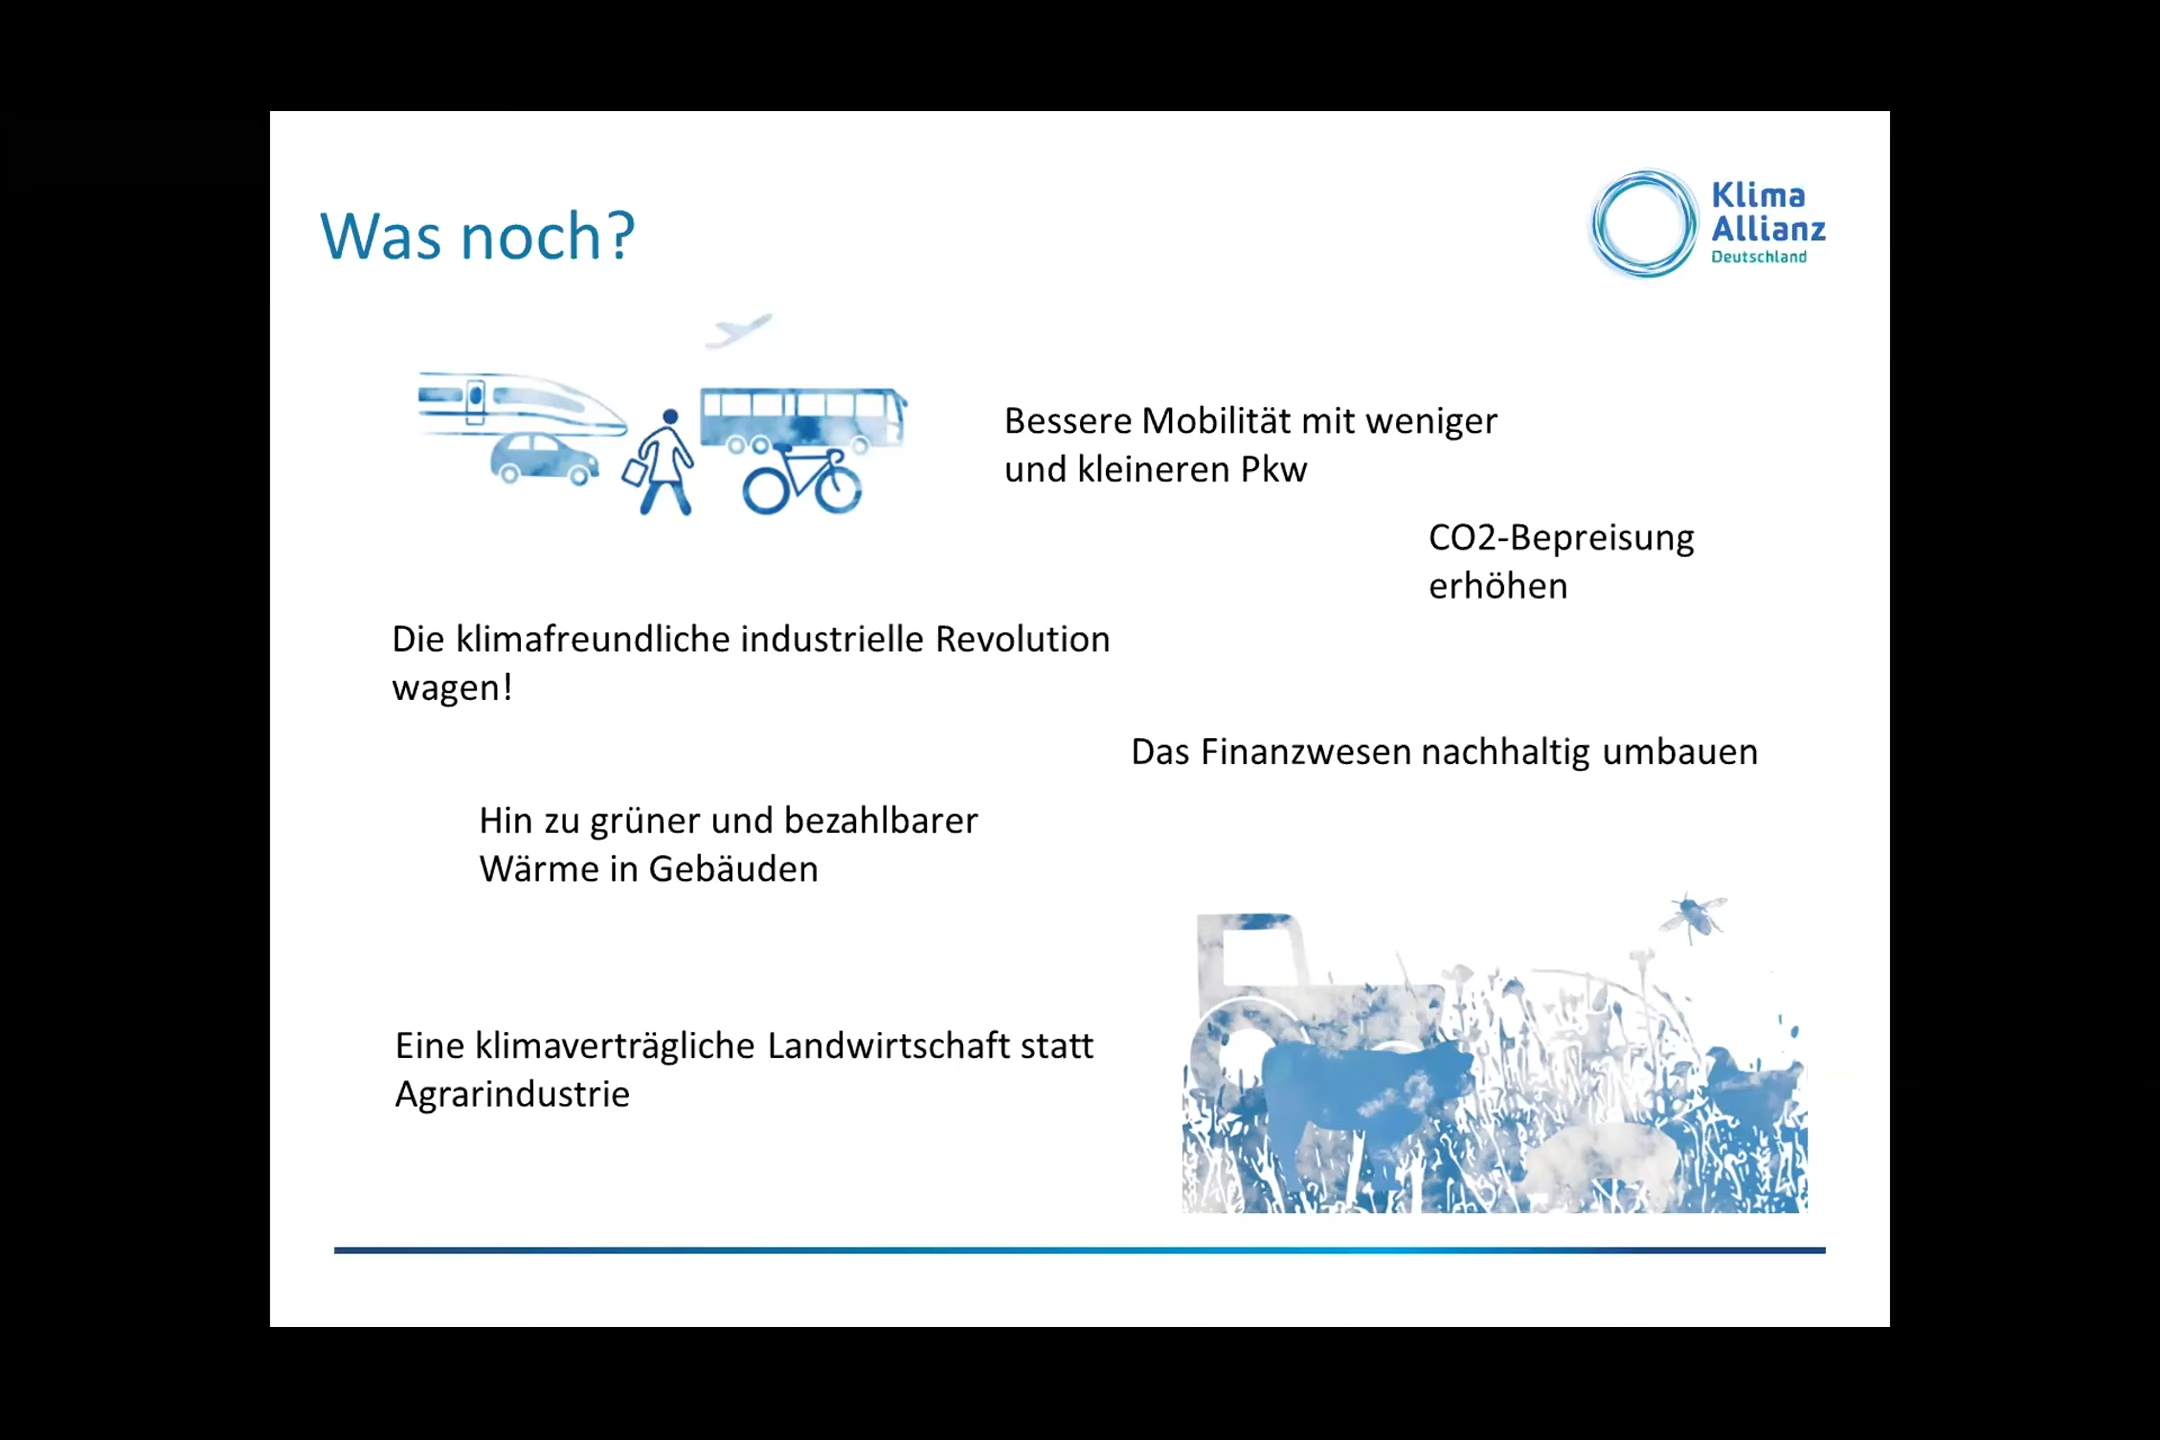 Was noch?
Klima
Allianz
Deutschland
Bessere Mobilität mit weniger
und kleineren Pkw
CO2-Bepreisung
erhöhen
Die klimafreundliche industrielle Revolution
wagen!
Das Finanzwesen nachhaltig umbauen
Hin zu grüner und bezahlbarer
Wärme in Gebäuden
Eine klimaverträgliche Landwirtschaft statt
Agrarindustrie